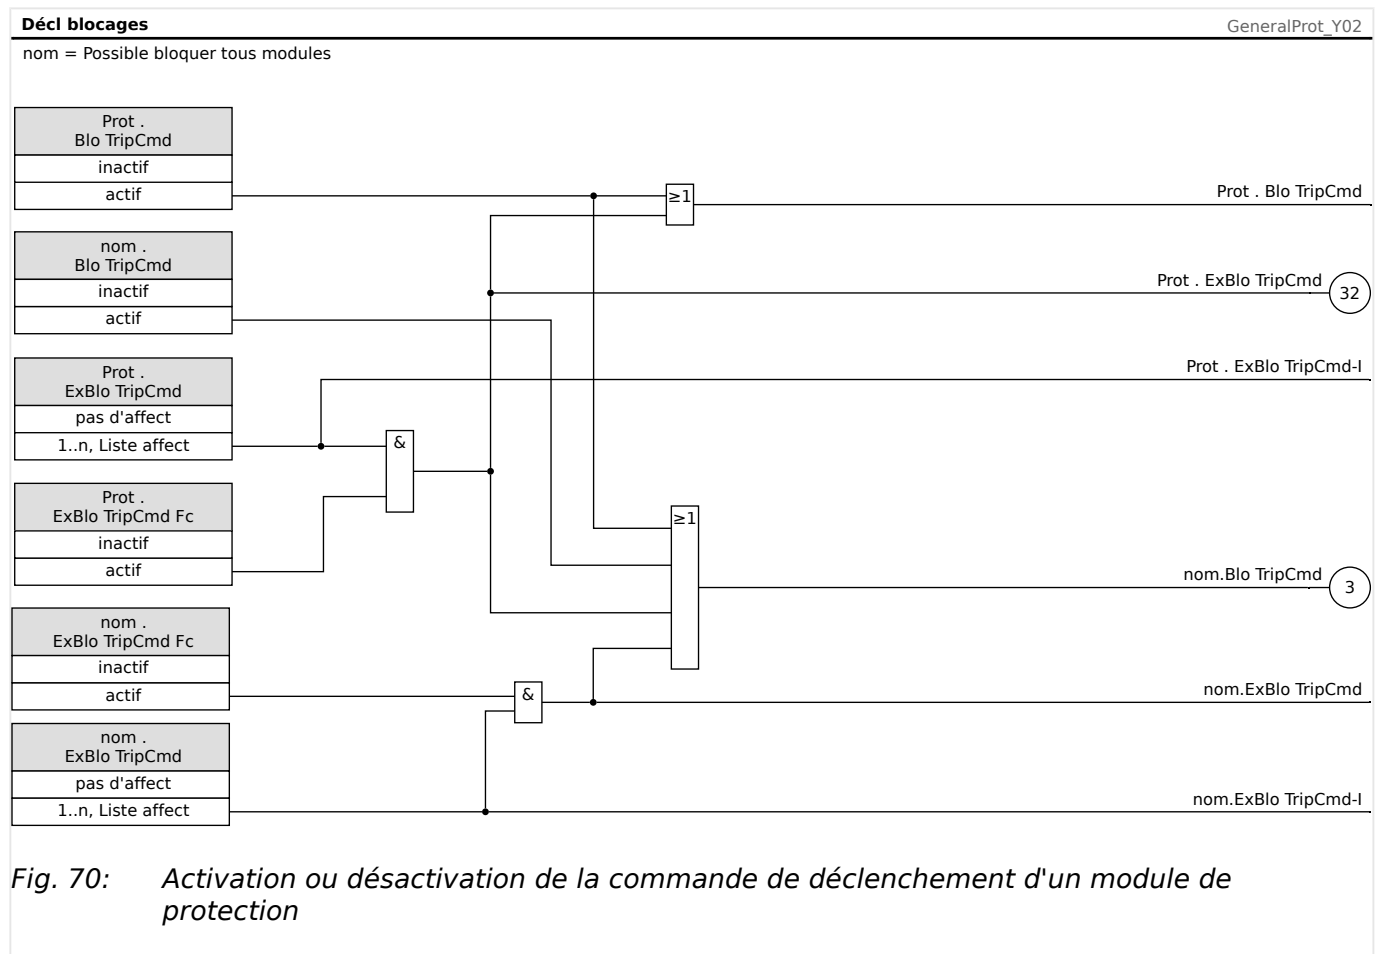 Décl blocages
GeneralProt_Y02
nom = Possible bloquer tous modules
Prot .
Blo TripCmd
inactif
actif
≥1
Prot . Blo TripCmd
nom .
Blo TripCmd
inactif
actif
Prot . ExBlo TripCmd
32
Prot .
ExBlo TripCmd
pas d'affect
1..n, Liste affect
Prot . ExBlo TripCmd-I
&
Prot .
ExBlo TripCmd Fc
inactif
actif
≥1
nom.Blo TripCmd
3
nom .
ExBlo TripCmd Fc
inactif
actif
&
nom.ExBlo TripCmd
nom .
ExBlo TripCmd
pas d'affect
1..n, Liste affect
nom.ExBlo TripCmd-I
Fig. 70: Activation ou désactivation de la commande de déclenchement d'un module de
protection